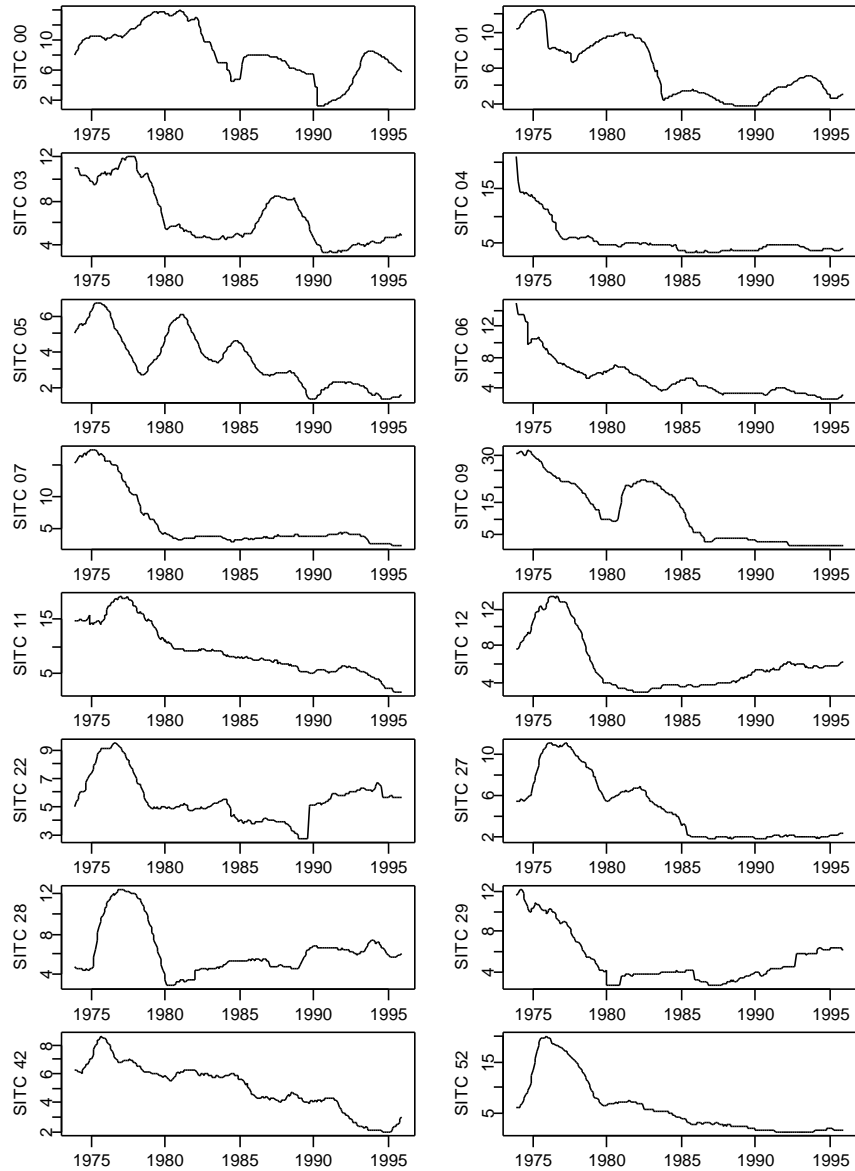 SITC 00
2 6 10
1975 1980 1985 1990 1995
SITC 01
2 6 10
1975 1980 1985 1990 1995
SITC 03
4 8 12
1975 1980 1985 1990 1995
SITC 04
5 15
1975 1980 1985 1990 1995
SITC 05
2 4 6
1975 1980 1985 1990 1995
SITC 06
4 8 12
1975 1980 1985 1990 1995
SITC 07
5 10
1975 1980 1985 1990 1995
SITC 09
5 15 30
1975 1980 1985 1990 1995
SITC 11
5 15
1975 1980 1985 1990 1995
SITC 12
4 8 12
1975 1980 1985 1990 1995
SITC 22
3 5 7 9
1975 1980 1985 1990 1995
SITC 27
2 6 10
1975 1980 1985 1990 1995
SITC 28
4 8 12
1975 1980 1985 1990 1995
SITC 29
4 8 12
1975 1980 1985 1990 1995
SITC 42
2 4 6 8
1975 1980 1985 1990 1995
SITC 52
5 15
1975 1980 1985 1990 1995